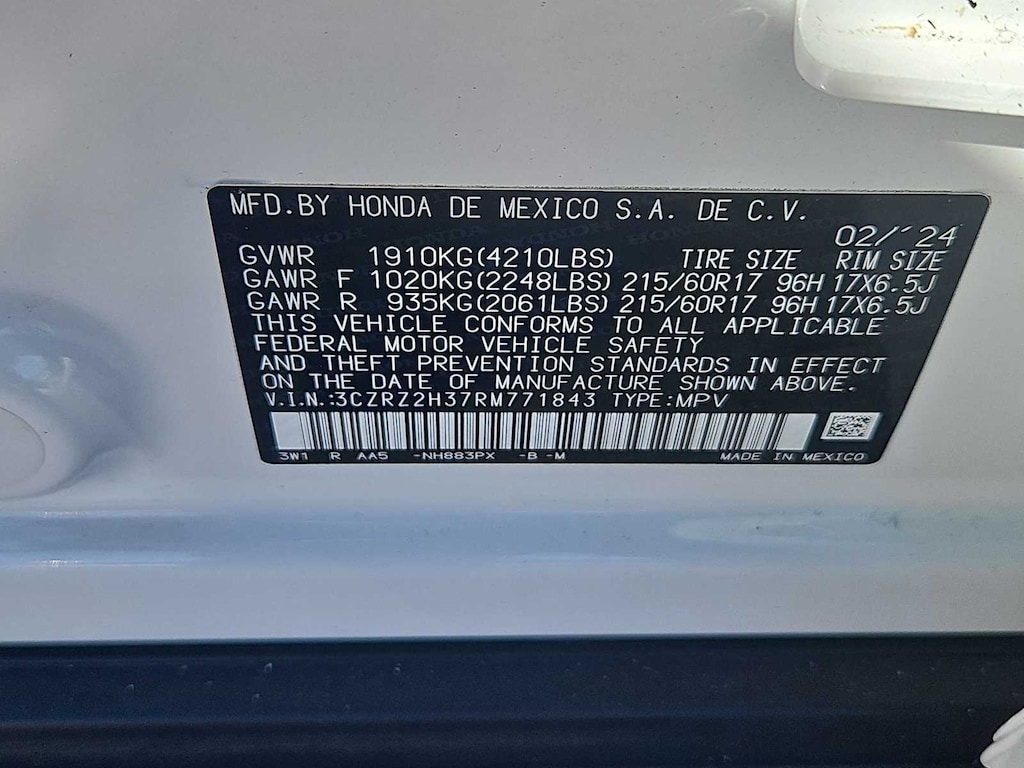 MFD.BY HONDA DE MEXICO S.A. DE C.V.
02/'24
GVWR 1910KG(4210LBS) TIRE SIZE RIM SIZE
GAWR F 1020KG(2248LBS) 215/60R17 96H 17X6.5J
GAWR R 935KG(2061LBS) 215/60R17 96H 17X6.5J
THIS VEHICLE CONFORMS TO ALL APPLICABLE
FEDERAL MOTOR VEHICLE SAFETY
AND THEFT PREVENTION STANDARDS IN EFFECT
ON THE DATE OF MANUFACTURE SHOWN ABOVE.
V.I.N.:3CZRZ2H37RM771843 TYPE:MPV
3W1 R AA5 -NH883PX -B -M MADE IN MEXICO